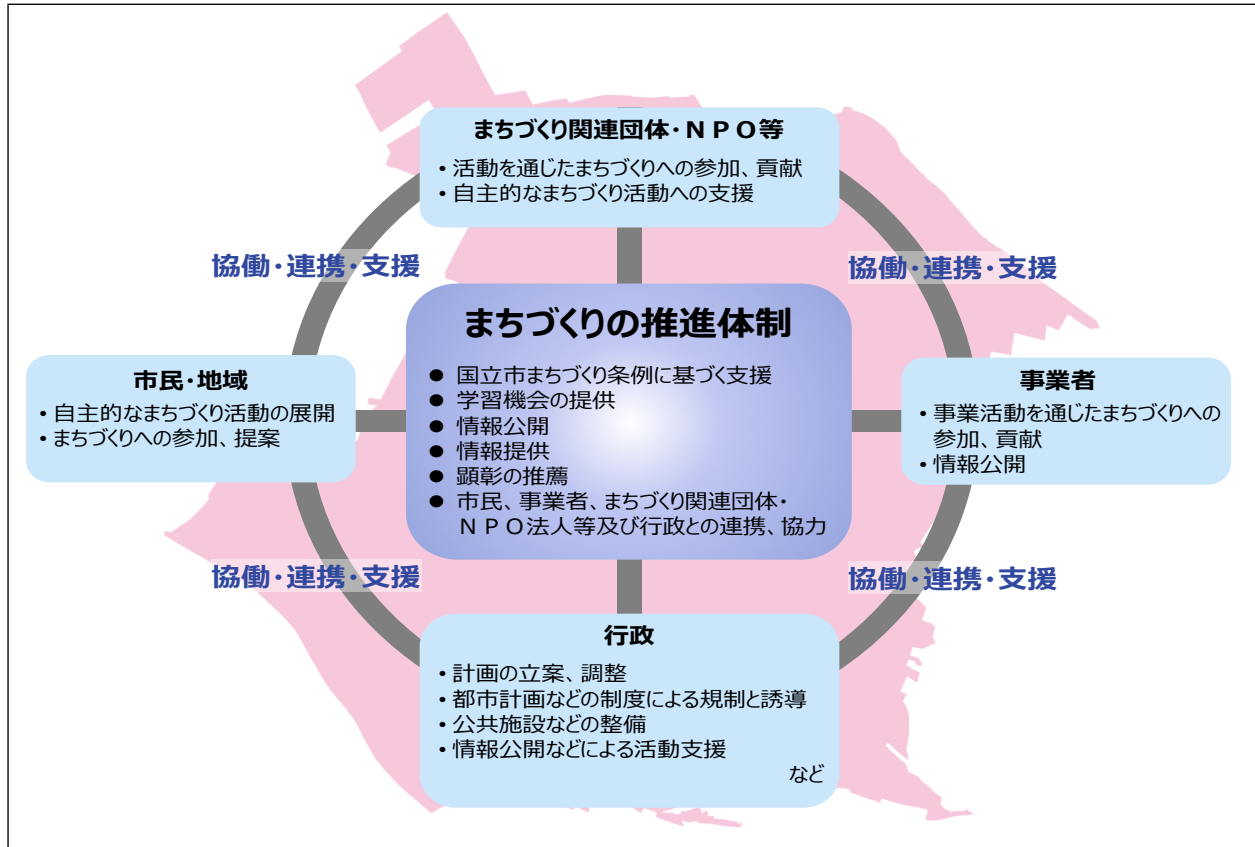 まちづくり関連団体・ＮＰＯ等
• 活動を通じたまちづくりへの参加、貢献
• 自主的なまちづくり活動への支援
協働・連携・支援
協働・連携・支援
まちづくりの推進体制
● 国立市まちづくり条例に基づく支援
● 学習機会の提供
● 情報公開
● 情報提供
● 顕彰の推薦
● 市民、事業者、まちづくり関連団体・
ＮＰＯ法人等及び行政との連携、協力
市民・地域
• 自主的なまちづくり活動の展開
• まちづくりへの参加、提案
事業者
• 事業活動を通じたまちづくりへの
参加、貢献
• 情報公開
協働・連携・支援
協働・連携・支援
行政
• 計画の立案、調整
• 都市計画などの制度による規制と誘導
• 公共施設などの整備
• 情報公開などによる活動支援
など